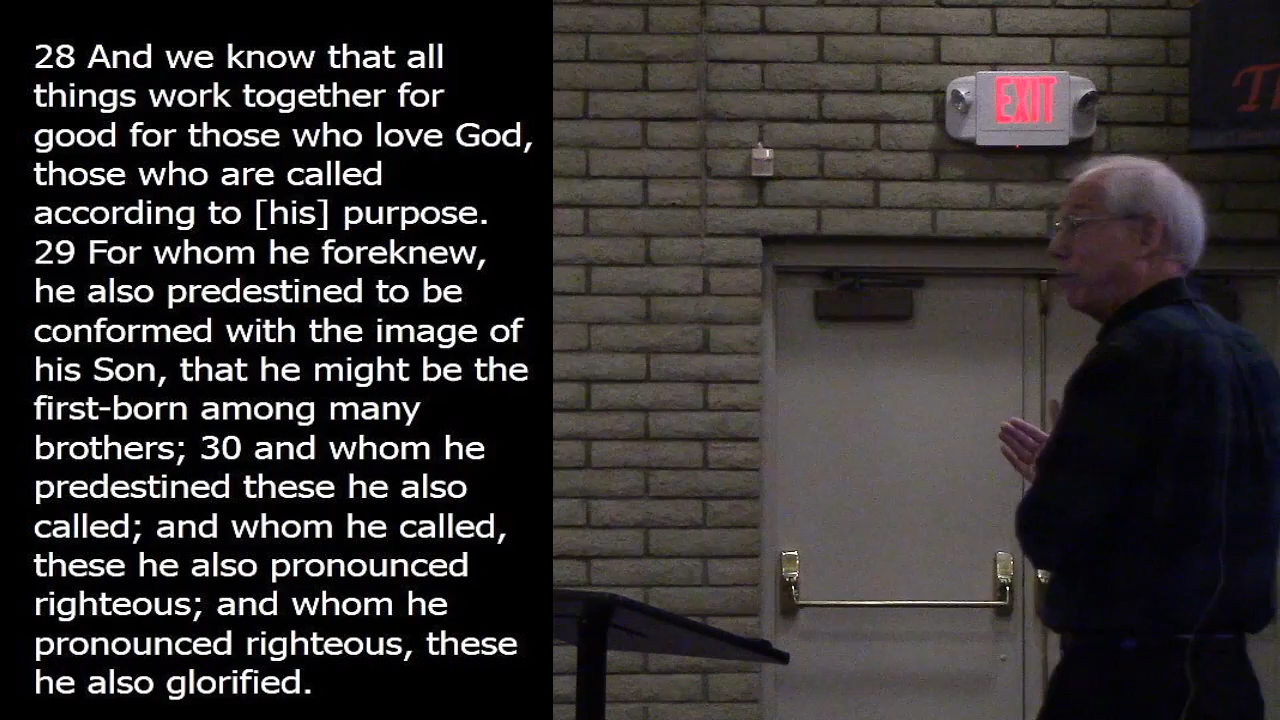 28 And we know that all
things work together for
good for those who love God,
those who are called
according to [his] purpose.
29 For whom he foreknew,
he also predestined to be
conformed with the image of
his Son, that he might be the
first-born among many
brothers; 30 and whom he
predestined these he also
called; and whom he called,
these he also pronounced
righteous; and whom he
pronounced righteous, these
he also glorified.
EXIT